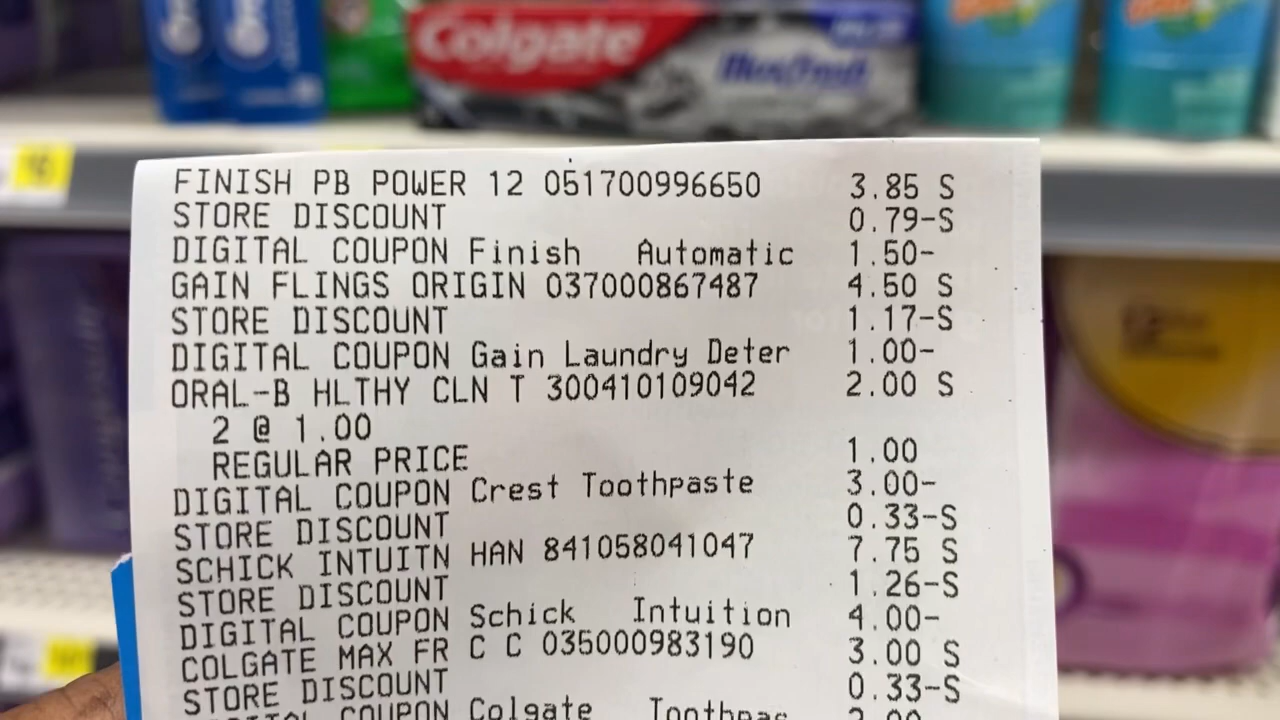 Colgate
MaxFresh
FINISH PB POWER 12 051700996650 3.85 S
STORE DISCOUNT 0.79-S
DIGITAL COUPON Finish Automatic 1.50-
GAIN FLINGS ORIGIN 037000867487 4.50 S
STORE DISCOUNT 1.17-S
DIGITAL COUPON Gain Laundry Deter 1.00-
ORAL-B HLTHY CLN T 300410109042 2.00 S
2 @ 1.00
REGULAR PRICE 1.00
DIGITAL COUPON Crest Toothpaste 3.00-
STORE DISCOUNT 0.33-S
SCHICK INTUITN HAN 841058041047 7.75 S
STORE DISCOUNT 1.26-S
DIGITAL COUPON Schick Intuition 4.00-
COLGATE MAX FR C C 035000983190 3.00 S
STORE DISCOUNT 0.33-S
DIGITAL COUPON Colgate